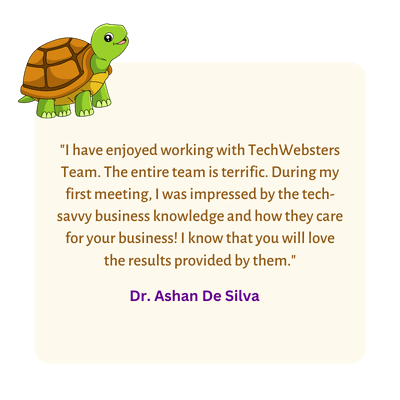 "I have enjoyed working with TechWebsters
Team. The entire team is terrific. During my
first meeting, I was impressed by the tech-
savvy business knowledge and how they care
for your business! I know that you will love
the results provided by them."
Dr. Ashan De Silva